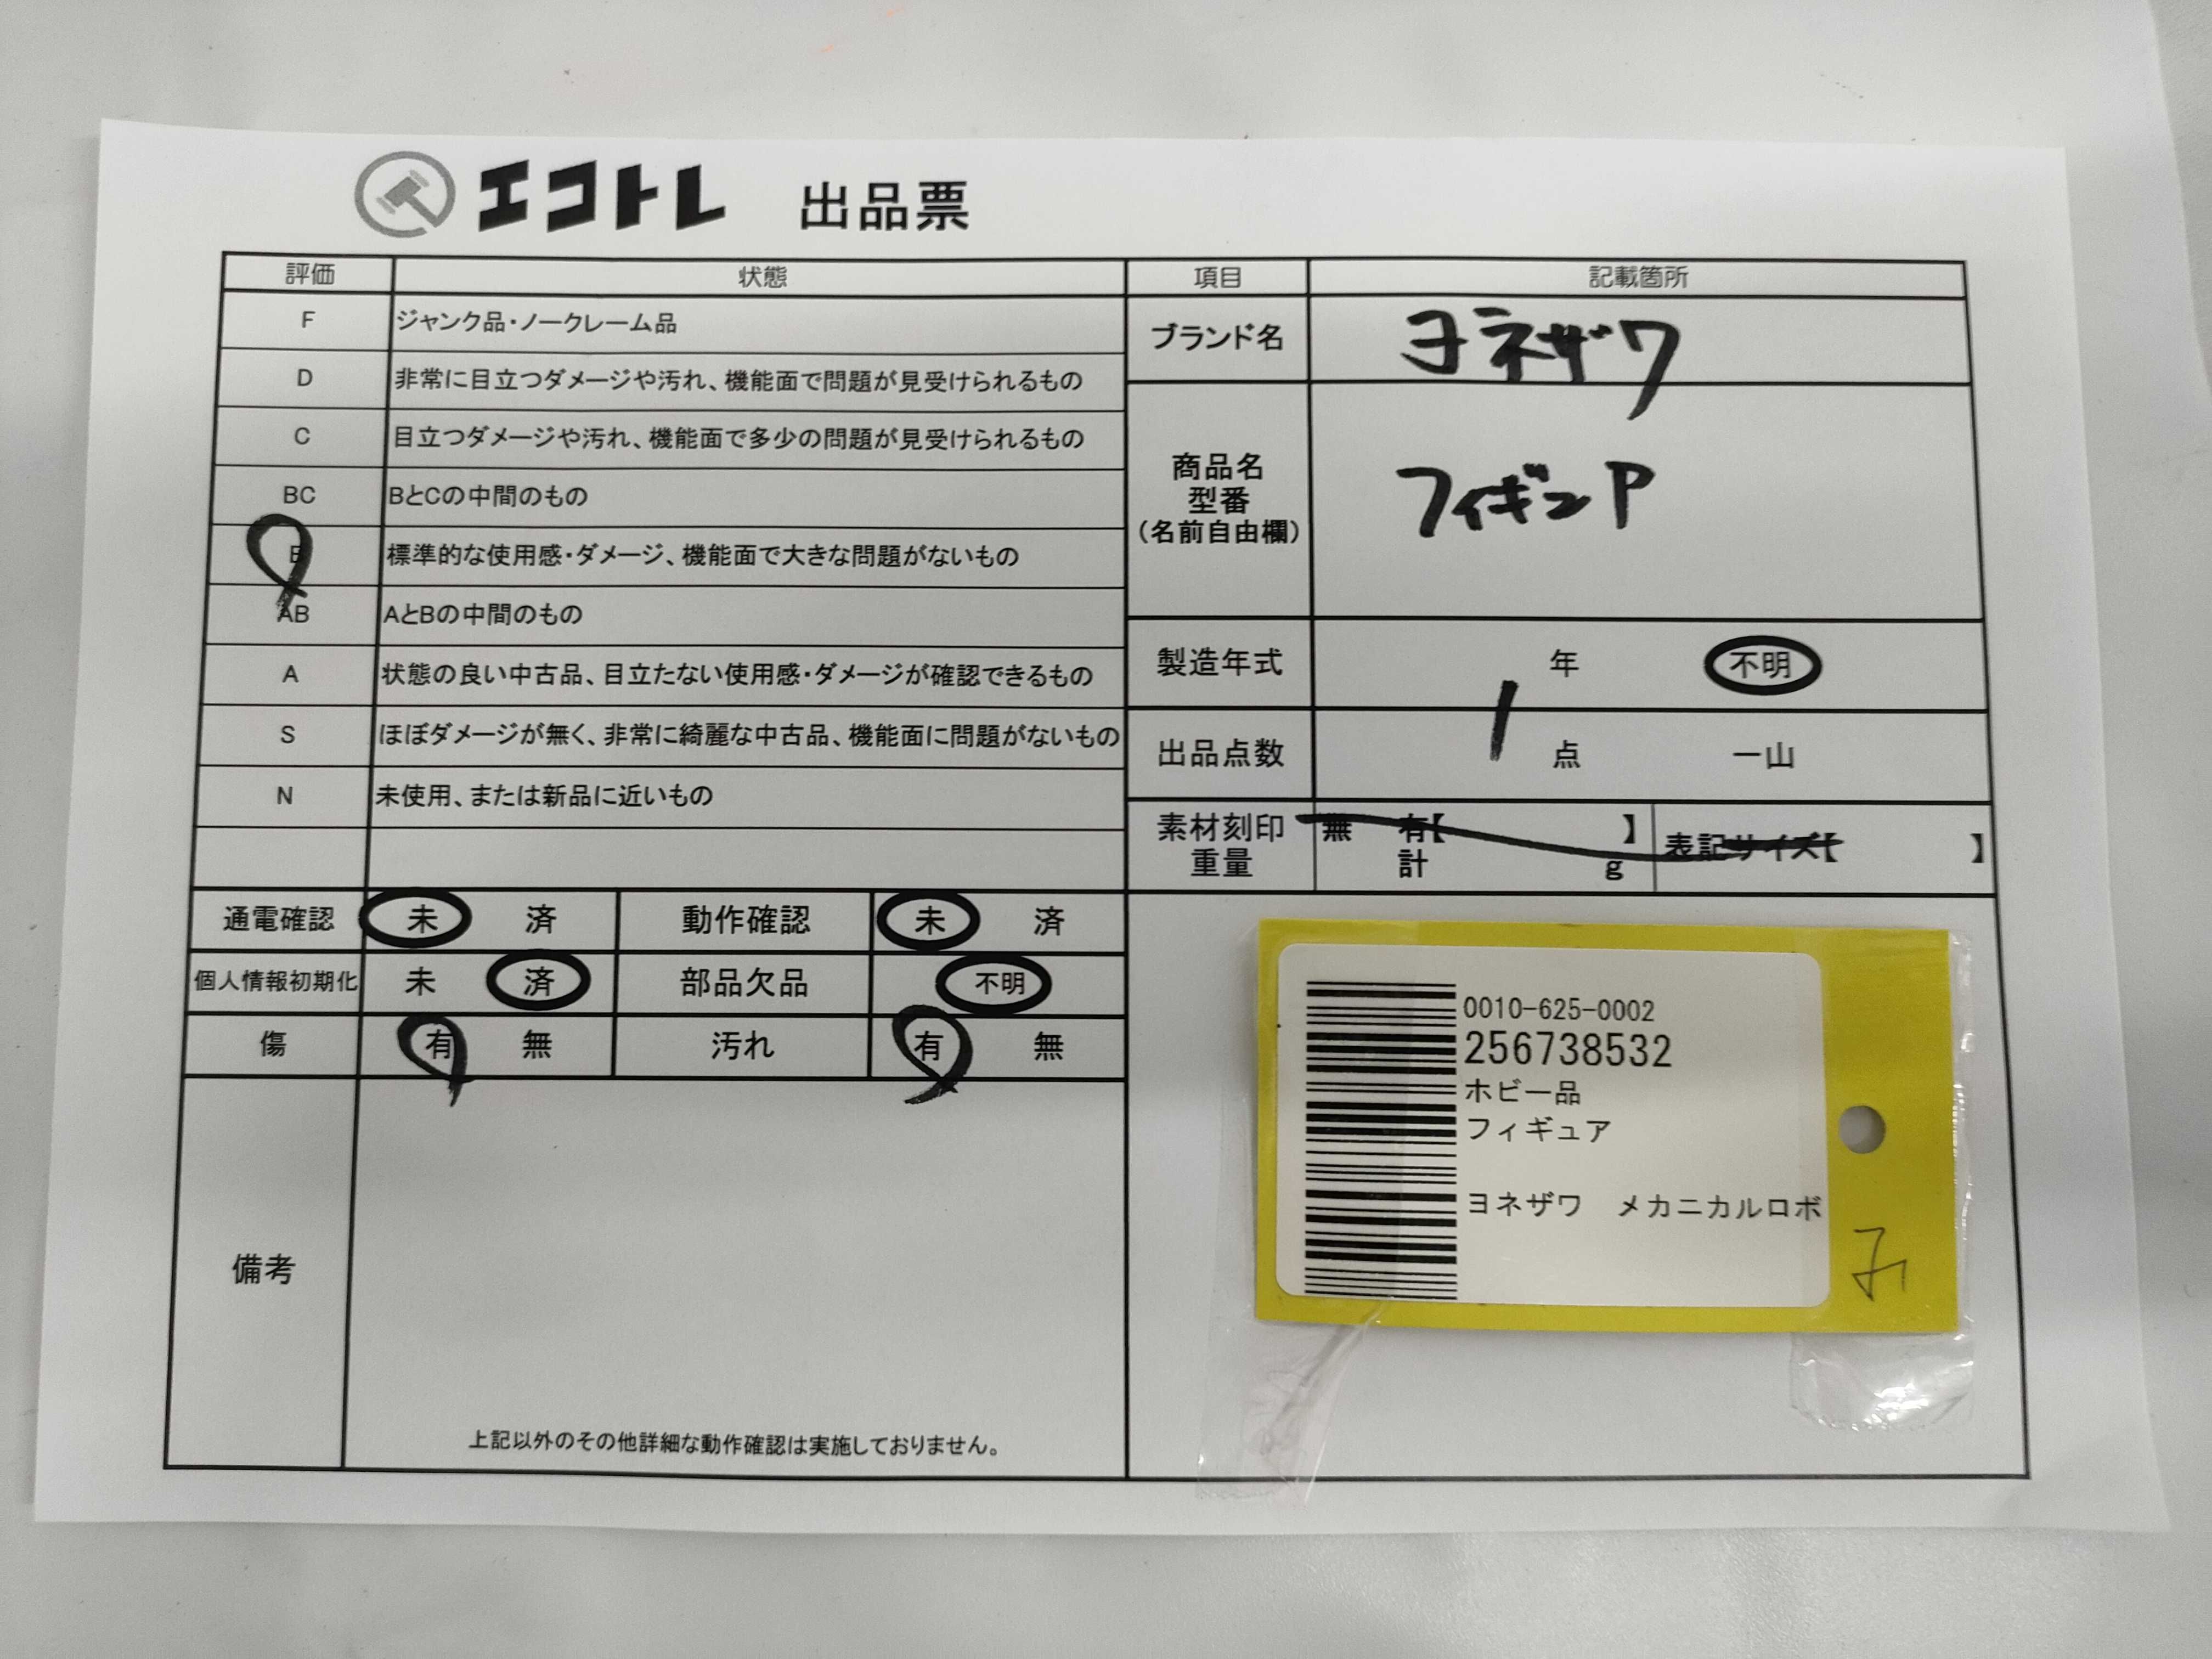 エコトレ 出品票
評価 状態 項目 記載箇所
F ジャンク品・ノークレーム品
D 非常に目立つダメージや汚れ、機能面で問題が見受けられるもの
C 目立つダメージや汚れ、機能面で多少の問題が見受けられるもの
BC BとCの中間のもの
B 標準的な使用感・ダメージ、機能面で大きな問題がないもの
AB AとBの中間のもの
A 状態の良い中古品、目立たない使用感・ダメージが確認できるもの
S ほぼダメージが無く、非常に綺麗な中古品、機能面に問題がないもの
N 未使用、または新品に近いもの
ブランド名 ヨネザワ
商品名
型番
(名前自由欄)
製造年式 年 不明
出品点数 1 点 一山
素材刻印 無 有【 】 表記サイズ【 】
重量 計 g
通電確認 未 済 動作確認 未 済
個人情報初期化 未 済 部品欠品 不明
傷 有 無 汚れ 有 無
備考
上記以外のその他詳細な動作確認は実施しておりません。
0010-625-0002
256738532
ホビー品
フィギュア
ヨネザワ メカニカルロボ